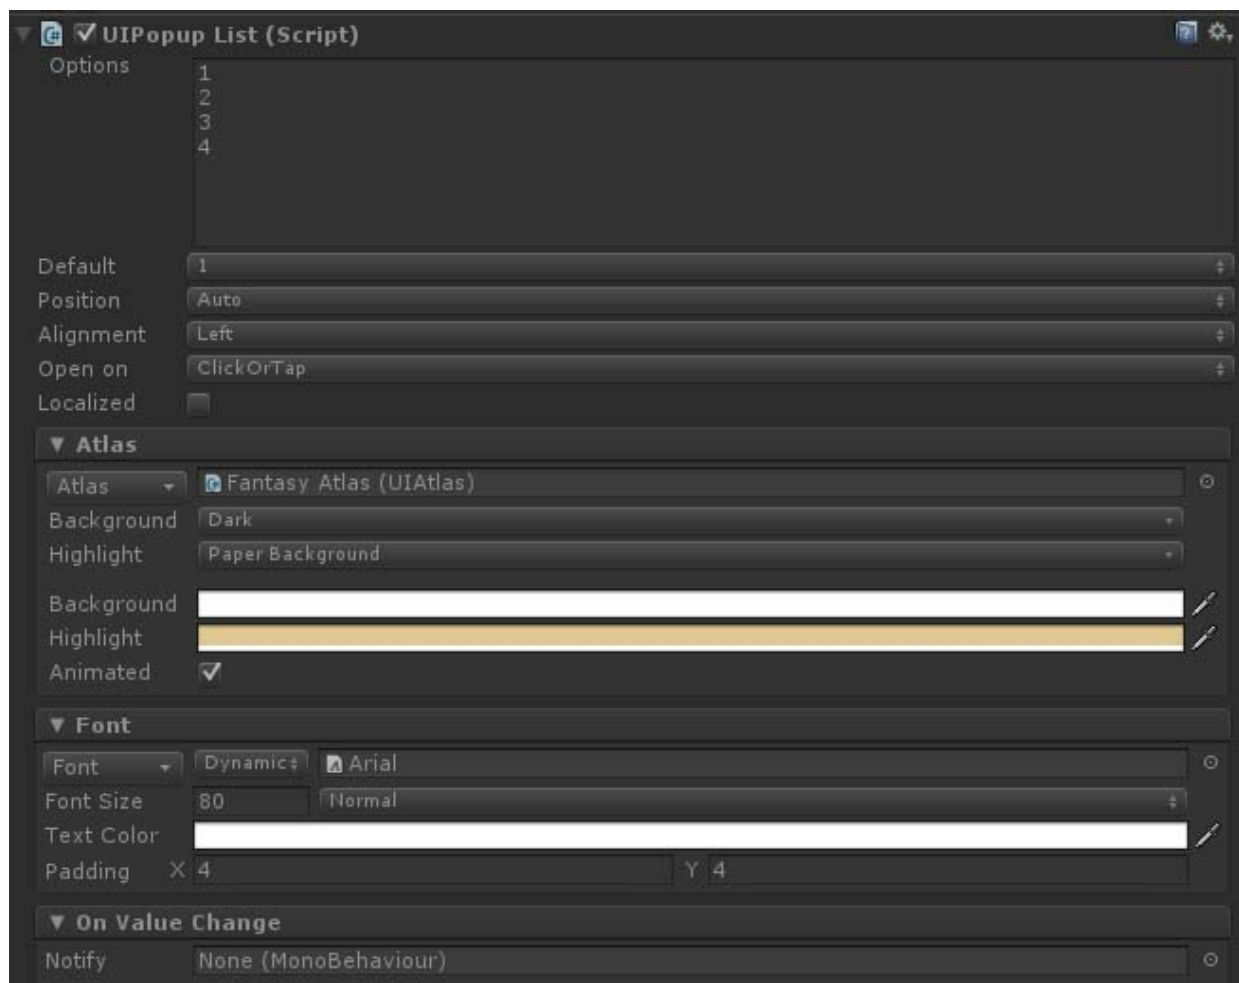 UIPopup List (Script)
Options
1
2
3
4
Default 1
Position Auto
Alignment Left
Open on ClickOrTap
Localized
Atlas
Atlas Fantasy Atlas (UIAtlas)
Background Dark
Highlight Paper Background
Background
Highlight
Animated
Font
Font Dynamic Arial
Font Size 80 Normal
Text Color
Padding X 4 Y 4
On Value Change
Notify None (MonoBehaviour)